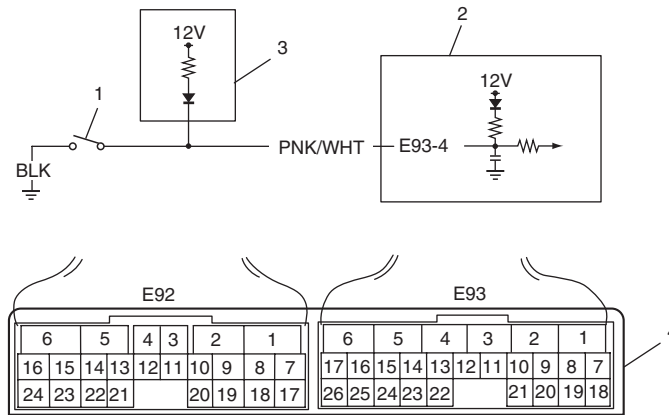 12V
3
2
12V
1
PNK/WHT
E93-4
BLK
E92
E93
6 5 4 3 2 1
6 5 4 3 2 1
16 15 14 13 12 11 10 9 8 7
17 16 15 14 13 12 11 10 9 8 7
24 23 22 21 20 19 18 17
26 25 24 23 22 21 20 19 18